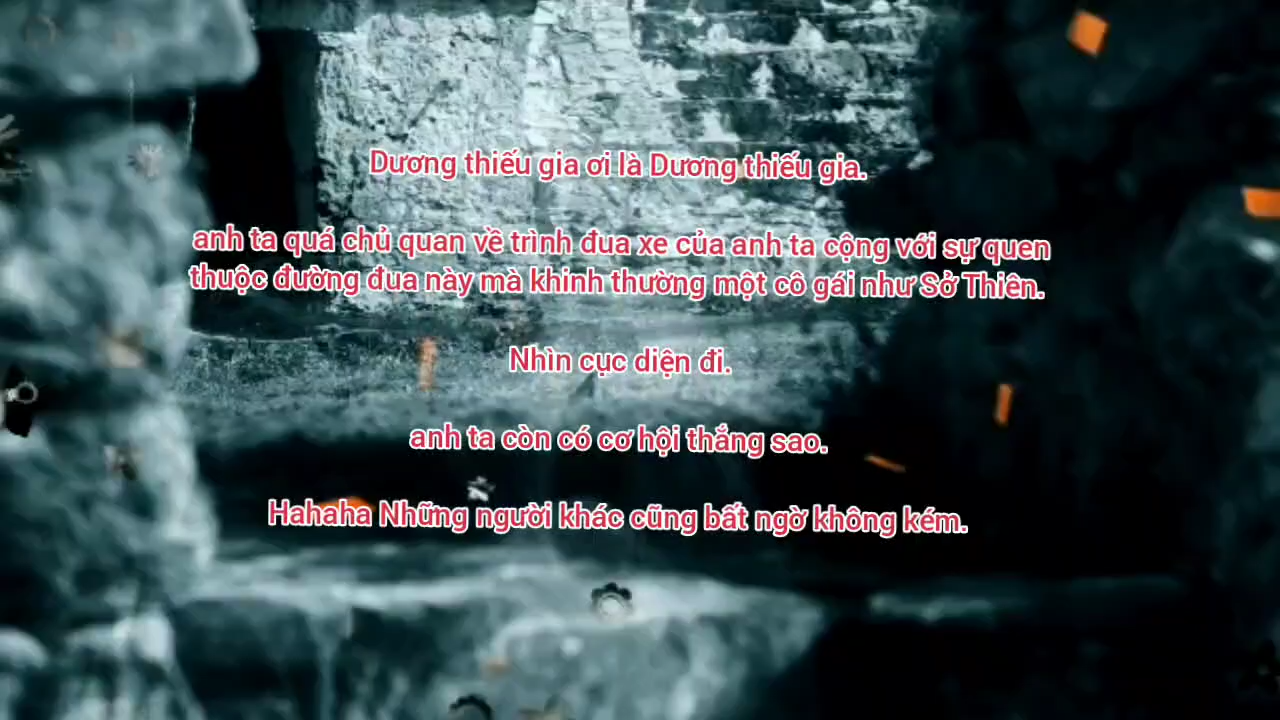 Dương thiếu gia ơi là Dương thiếu gia.
anh ta quá chủ quan về trình đua xe của anh ta cộng với sự quen
thuộc đường đua này mà khinh thường một cô gái như Sở Thiên.
Nhìn cục diện đi.
anh ta còn có cơ hội thắng sao.
Hahaha Những người khác cũng bất ngờ không kém.